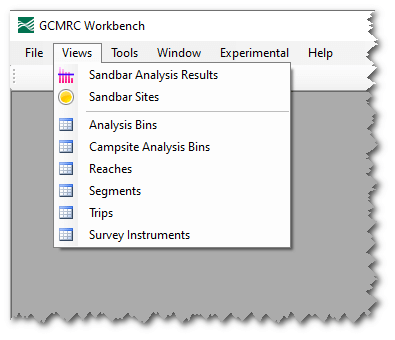 GCMRC Workbench
File Views Tools Window Experimental Help
Sandbar Analysis Results
Sandbar Sites
Analysis Bins
Campsite Analysis Bins
Reaches
Segments
Trips
Survey Instruments